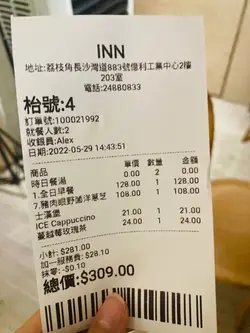 INN
地址:荔枝角長沙灣道883號億利工業中心2樓
203室
電話:24880833
枱號:4
訂單號:100021992
就餐人數:2
收銀員:Alex
日期:2022-05-29 14:43:51
商品 單價 數量 金額
時日餐湯 0.00 2 0.00
1.全日早餐 128.00 1 128.00
7.豬肉眼野菌洋葱芝 108.00 1 108.00
士漢堡
ICE Cappuccino 21.00 1 21.00
蔓越莓玫瑰茶 24.00 1 24.00
小計: $281.00
加一服務費: $28.10
抹零: -$0.10
總價:$309.00